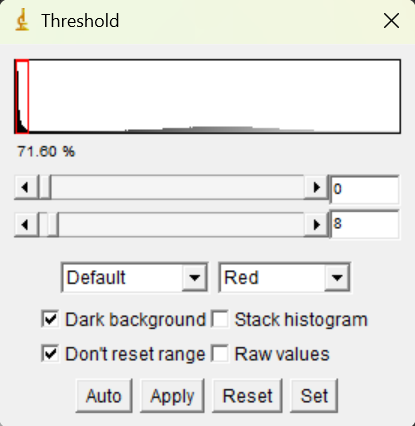 Threshold
71.60 %
0
8
Default Red
Dark background Stack histogram
Don't reset range Raw values
Auto Apply Reset Set